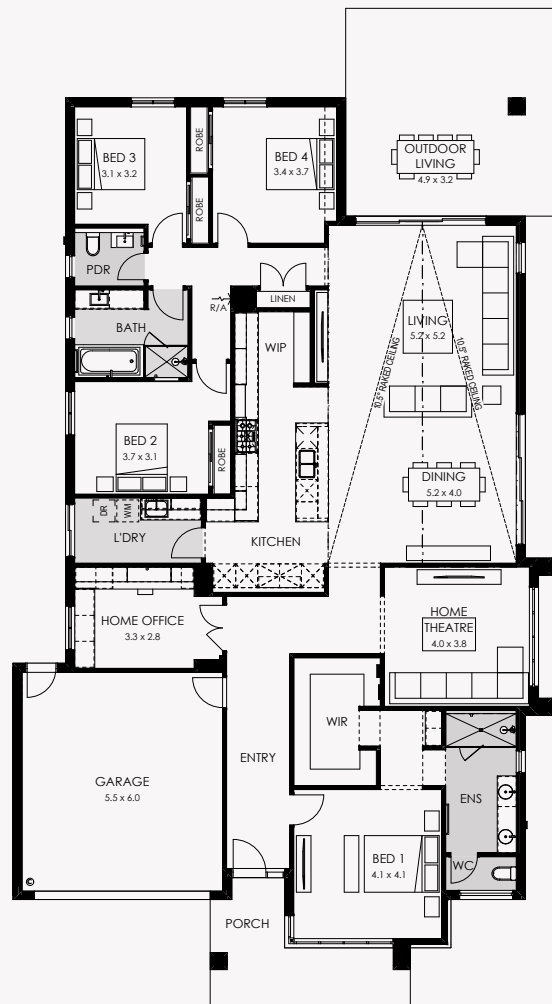 OUTDOOR
LIVING
4.9 x 3.2
BED 3
3.1 x 3.2
ROBE
BED 4
3.4 x 3.7
ROBE
PDR
R/A
LINEN
BATH
WIP
LIVING
5.2 x 5.2
10.5° RAKED CEILING
10.5° RAKED CEILING
BED 2
3.7 x 3.1
ROBE
DINING
5.2 x 4.0
DR
WM
L'DRY
KITCHEN
HOME OFFICE
3.3 x 2.8
HOME
THEATRE
4.0 x 3.8
WIR
ENTRY
GARAGE
5.5 x 6.0
ENS
BED 1
4.1 x 4.1
WC
PORCH